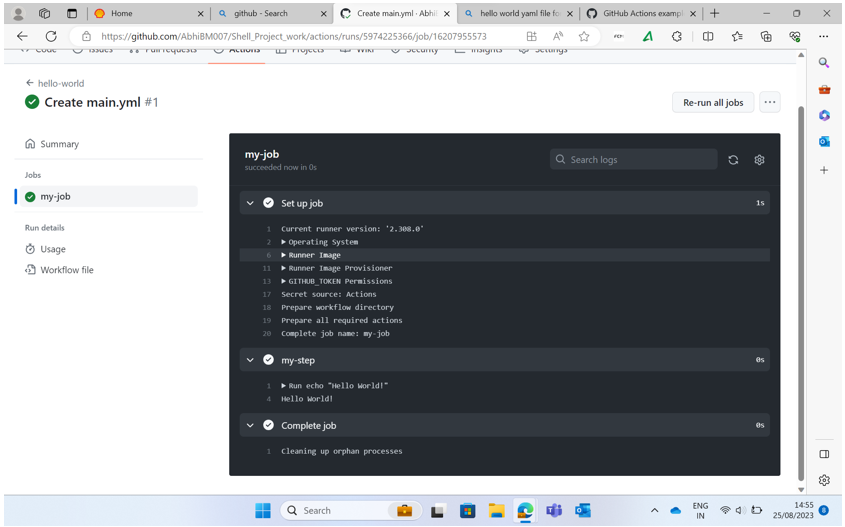 Home
github - Search
Create main.yml · Abhi
hello world yaml file fo
GitHub Actions exampl
https://github.com/AbhiBM007/Shell_Project_work/actions/runs/5974225366/job/16207955573
Code
Issues
Pull requests
Actions
Projects
Wiki
Security
Insights
Settings
hello-world
Create main.yml #1
Re-run all jobs
Summary
Jobs
my-job
Run details
Usage
Workflow file
my-job
succeeded now in 0s
Search logs
Set up job 1s
1 Current runner version: '2.308.0'
2 Operating System
6 Runner Image
11 Runner Image Provisioner
13 GITHUB_TOKEN Permissions
17 Secret source: Actions
18 Prepare workflow directory
19 Prepare all required actions
20 Complete job name: my-job
my-step 0s
1 Run echo "Hello World!"
4 Hello World!
Complete job 0s
1 Cleaning up orphan processes
Search
ENG
IN
14:55
25/08/2023
8